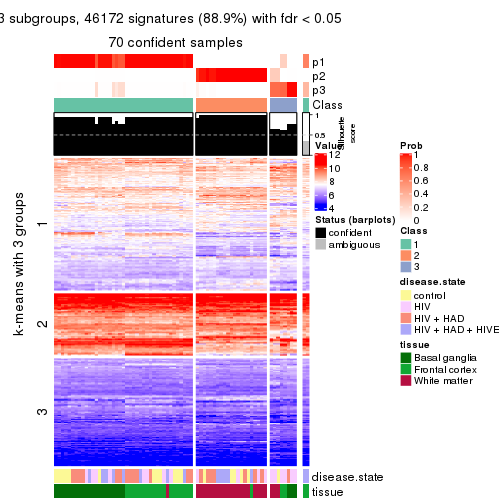 3 subgroups, 46172 signatures (88.9%) with fdr < 0.05
70 confident samples
p1
p2
p3
Class
1
0.5
Silhouette
score
k-means with 3 groups
1
2
3
Value
12
10
8
6
4
Status (barplots)
confident
ambiguous
Prob
1
0.8
0.6
0.4
0.2
0
Class
1
2
3
disease.state
control
HIV
HIV + HAD
HIV + HAD + HIVE
tissue
Basal ganglia
Frontal cortex
White matter
disease.state
tissue